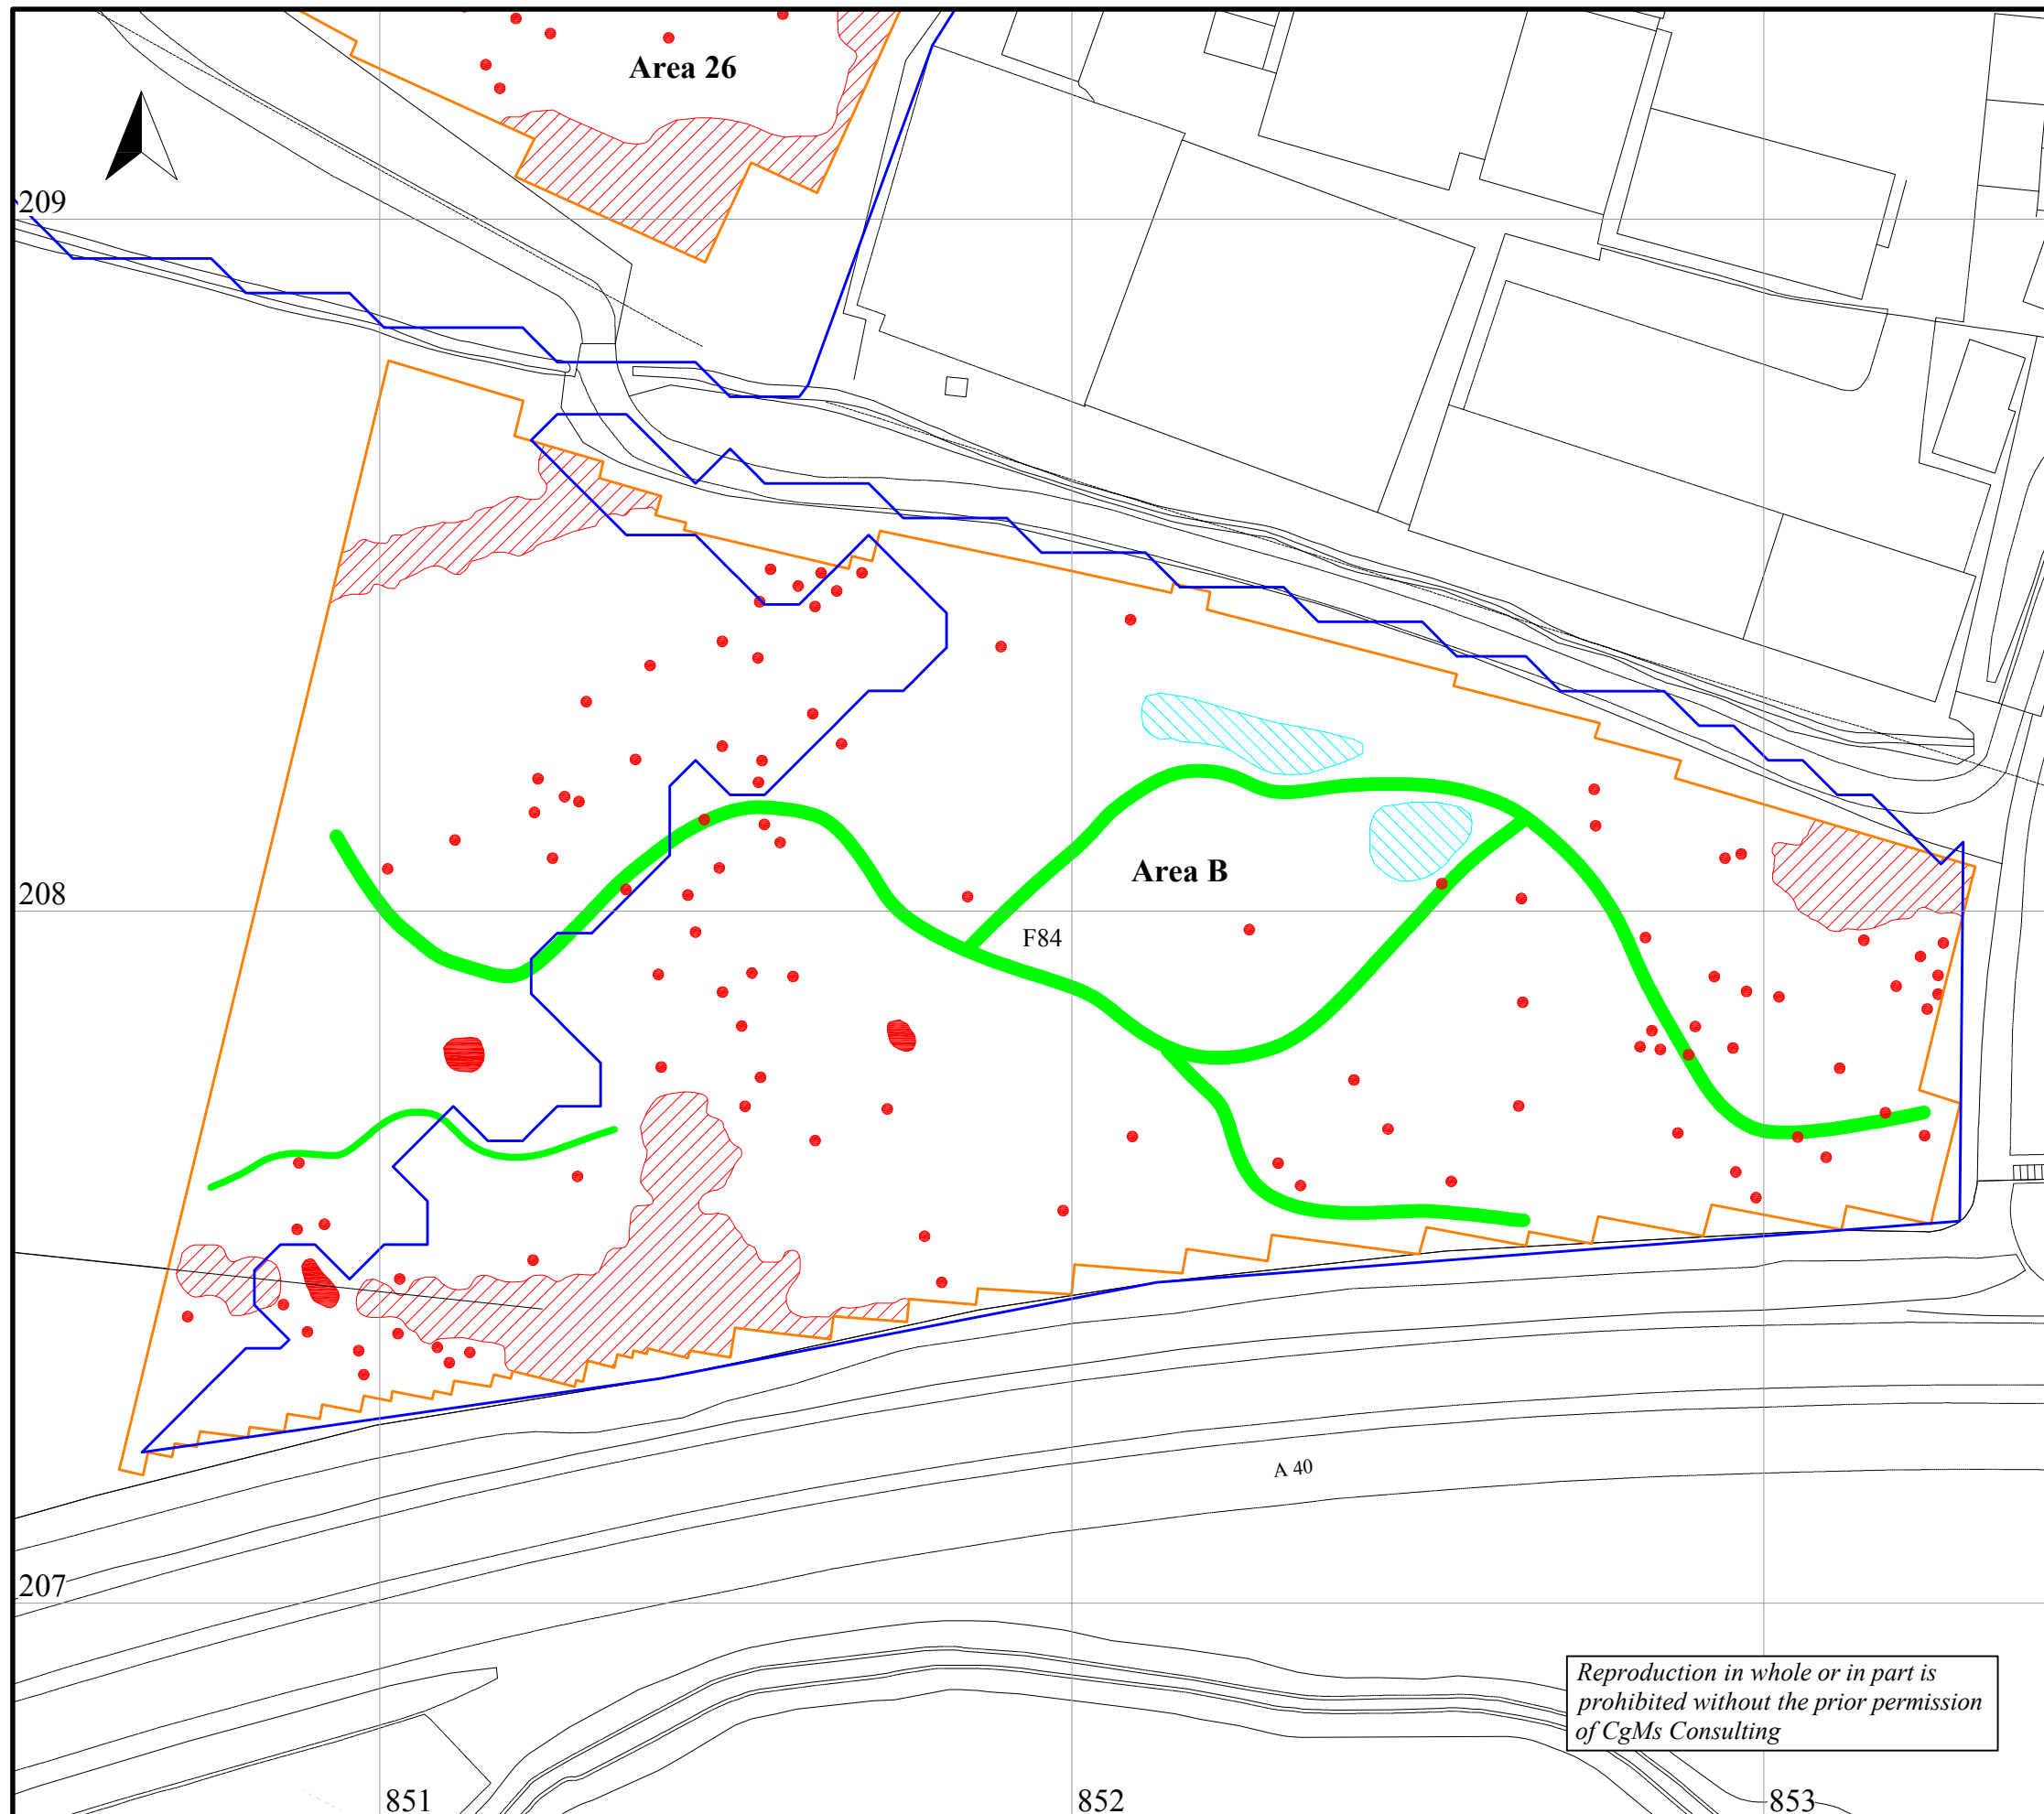 Area 26
209
208
Area B
F84
A 40
207
Reproduction in whole or in part is
prohibited without the prior permission
of CgMs Consulting
851
852
853